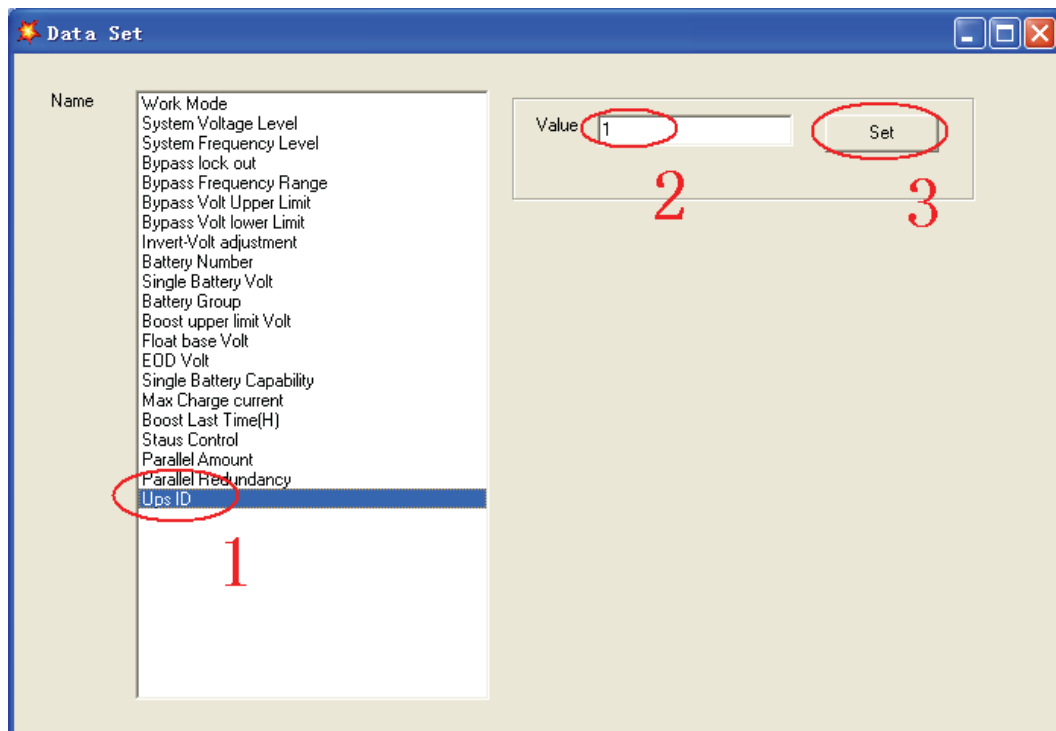 Data Set
Name
Work Mode
System Voltage Level
System Frequency Level
Bypass lock out
Bypass Frequency Range
Bypass Volt Upper Limit
Bypass Volt lower Limit
Invert-Volt adjustment
Battery Number
Single Battery Volt
Battery Group
Boost upper limit Volt
Float base Volt
EOD Volt
Single Battery Capability
Max Charge current
Boost Last Time(H)
Staus Control
Parallel Amount
Parallel Redundancy
Ups ID
1
Value 1
2
Set
3